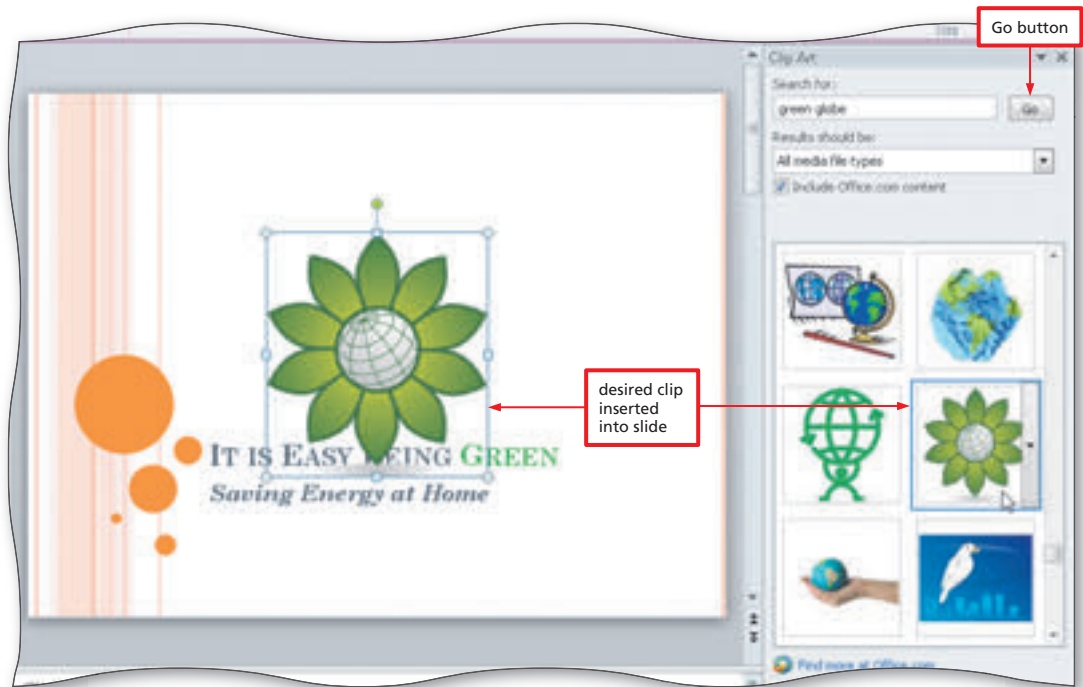 Go button
Clip Art
Search for:
green globe
Go
Results should be:
All media file types
Include Office.com content
desired clip
inserted
into slide
IT IS EASY BEING GREEN
Saving Energy at Home
Find more at Office.com